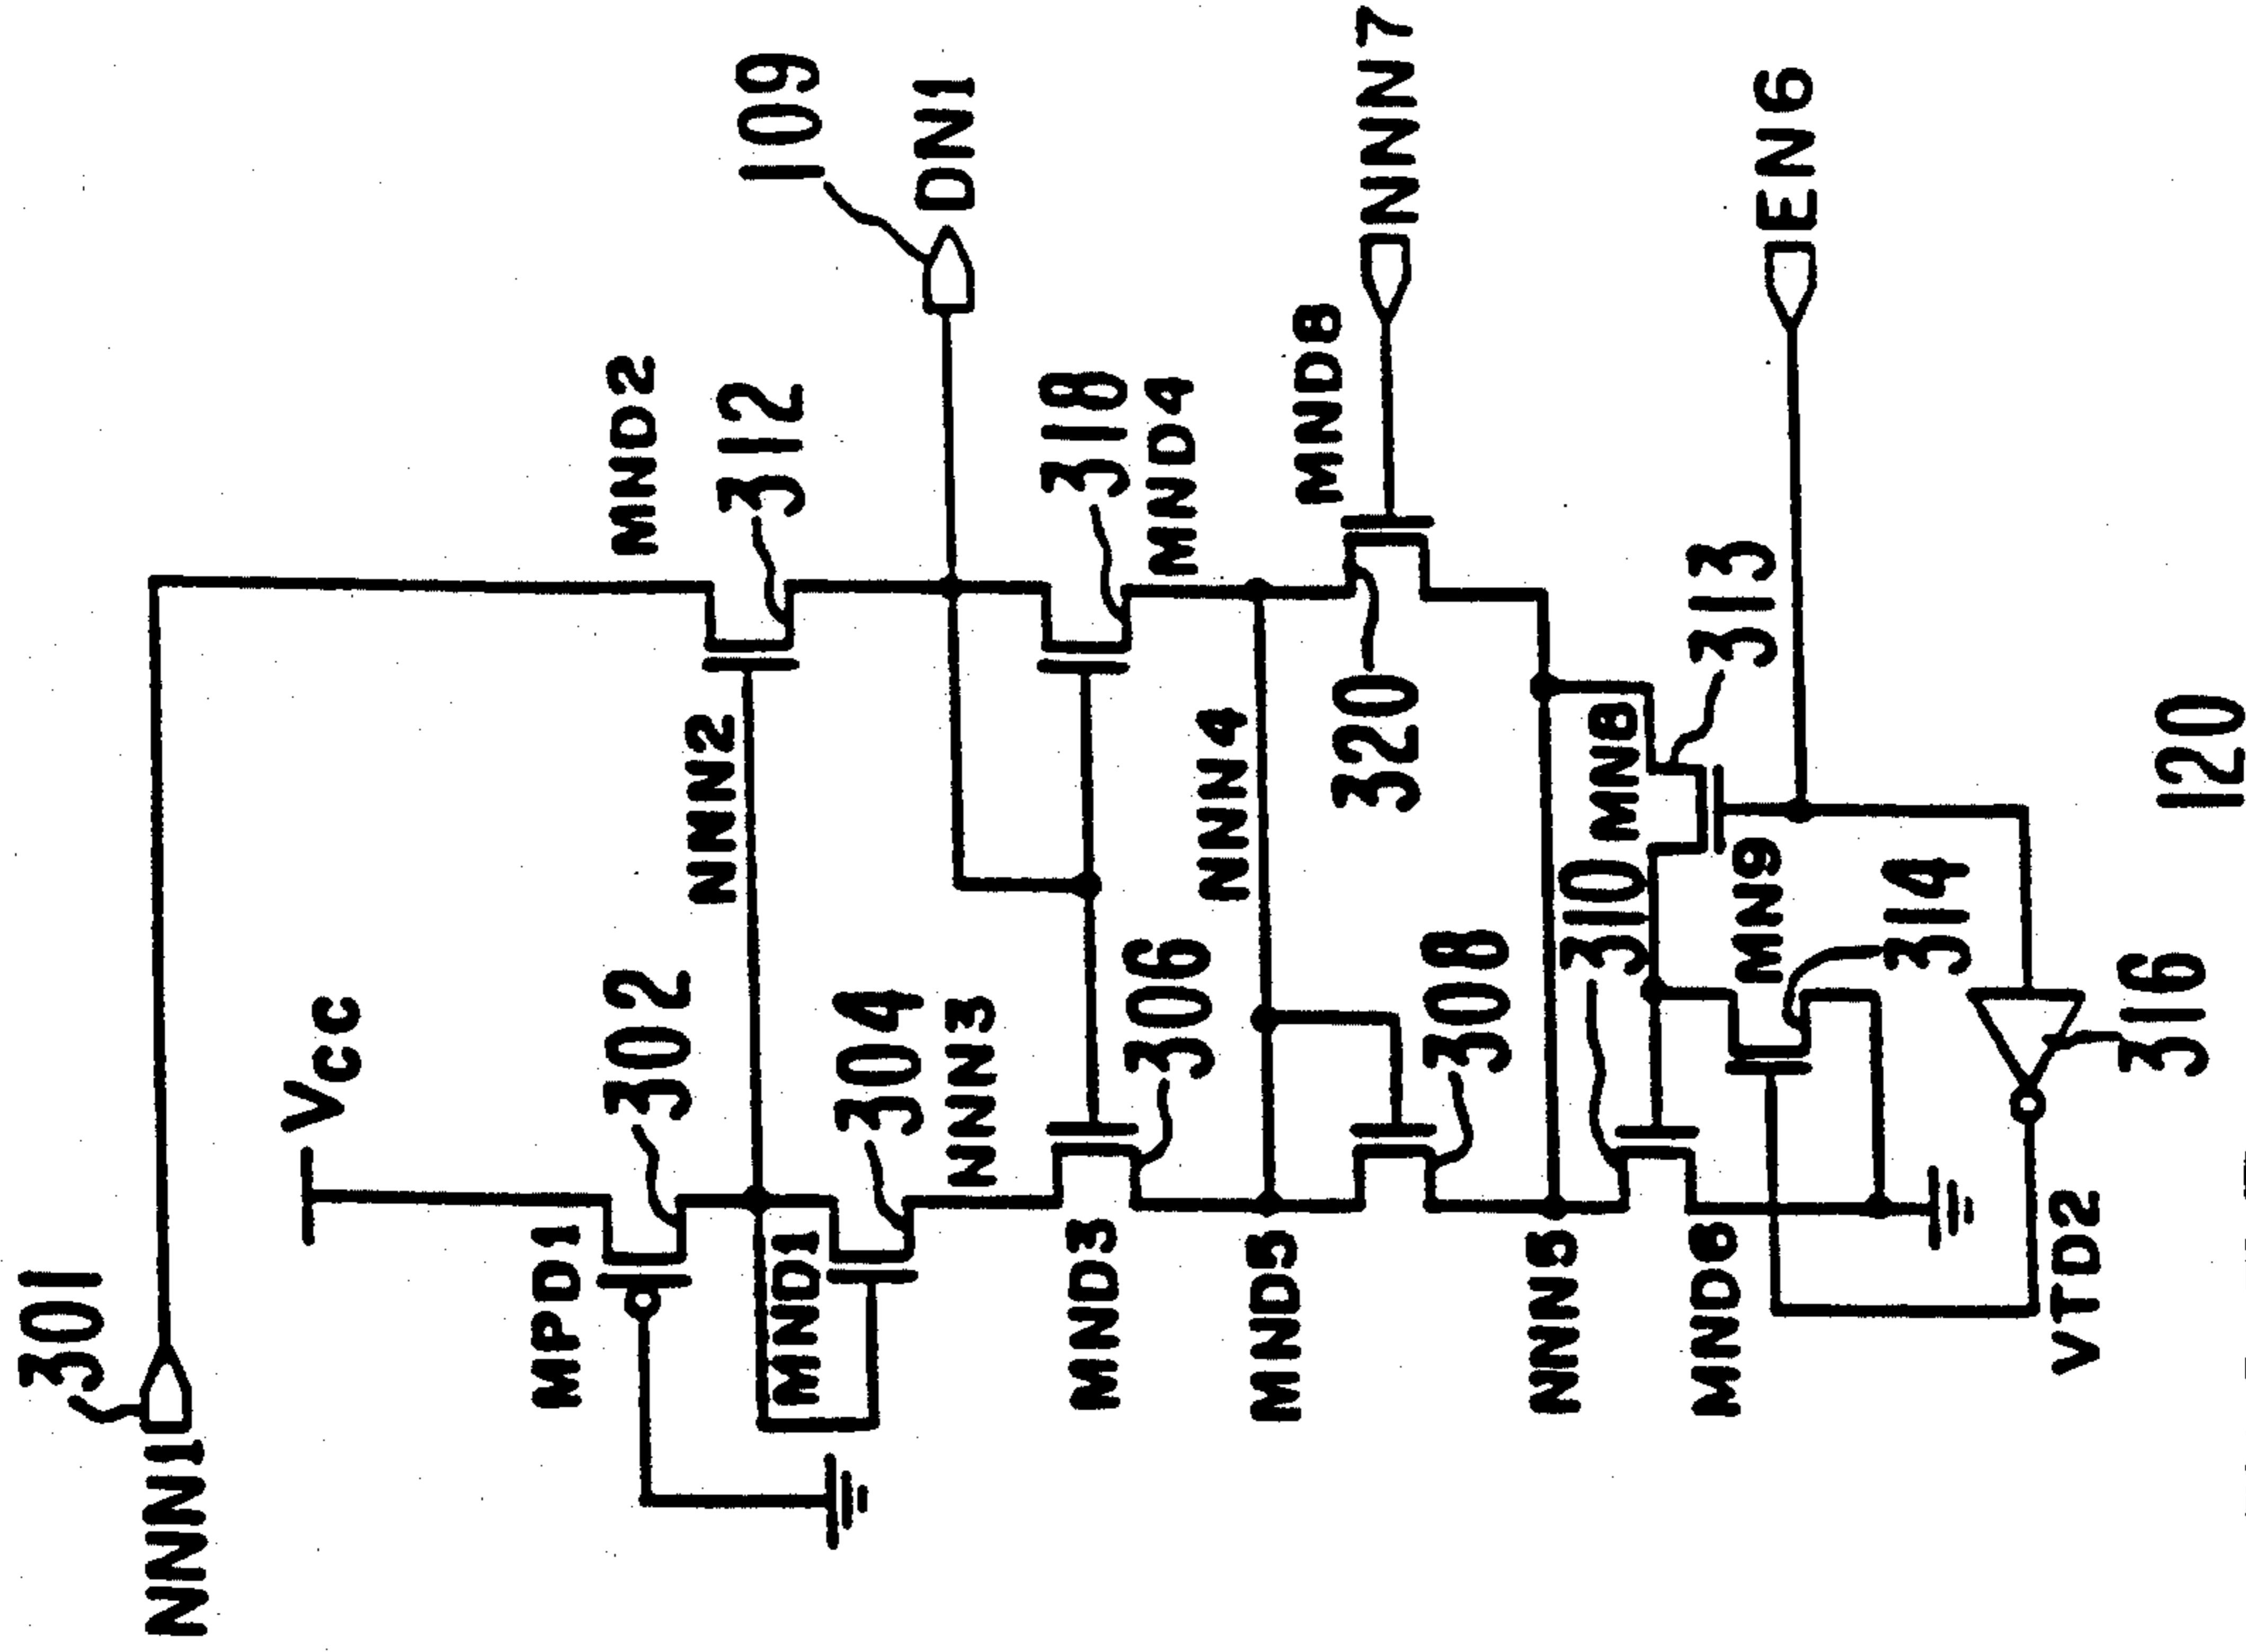 301
NNN1
Vcc
MPD1
302
MND1
304
NNN3
NNN2
MND2
312
109
DN1
MND3
306
318
MND4
MND5
NNN4
308
MND8
320
NNN7
NNN5
310
MN8
313
MND6
MN9
314
EN6
VTD2
316
120